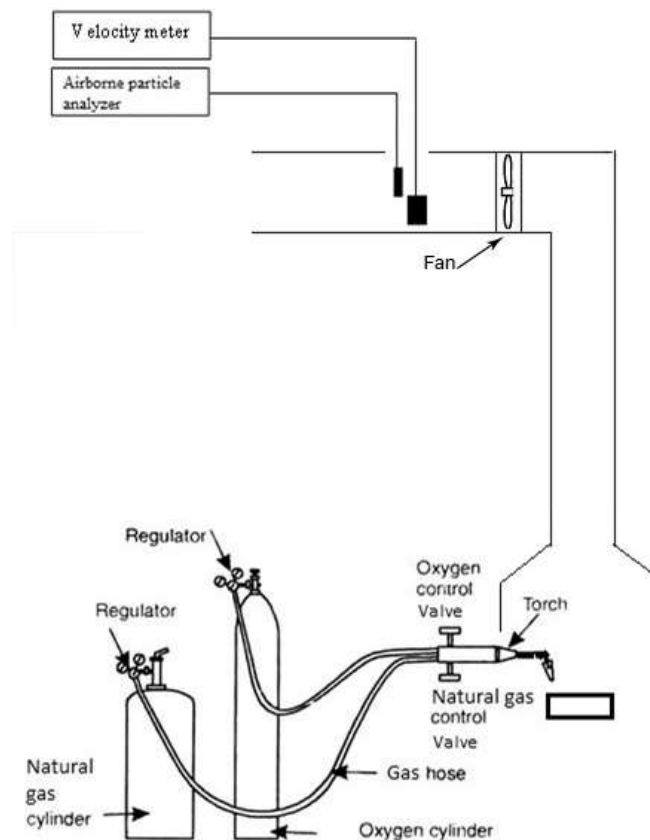 Velocity meter
Airborne particle
analyzer
Fan
Regulator
Regulator
Oxygen
control
Valve
Torch
Natural gas
control
Valve
Gas hose
Natural
gas
cylinder
Oxygen cylinder